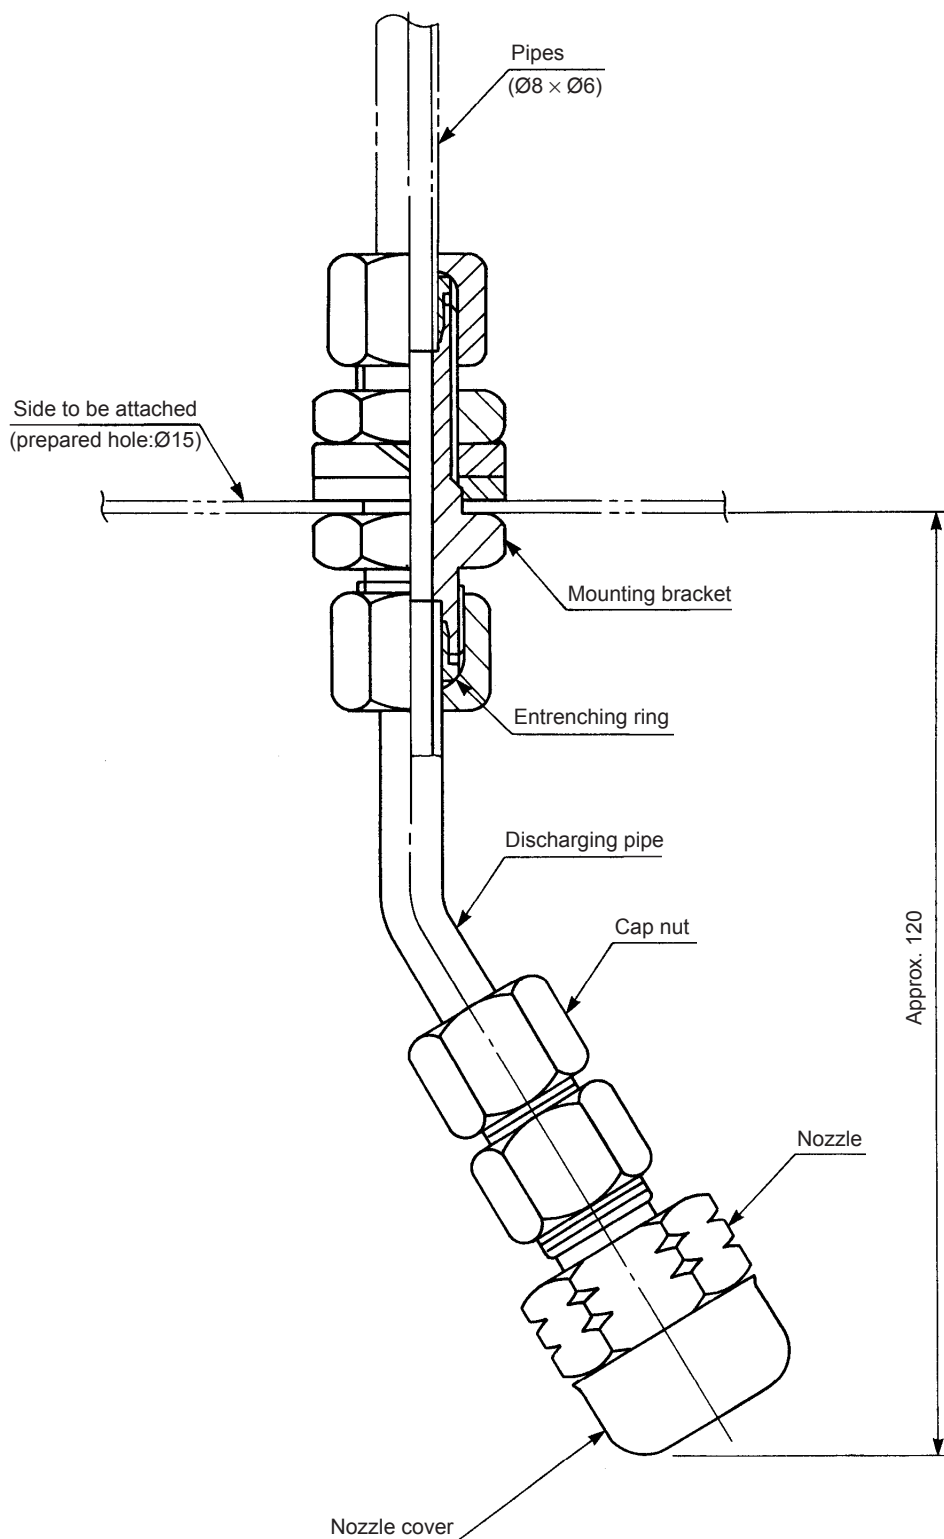 Pipes
(Ø8 × Ø6)
Side to be attached
(prepared hole:Ø15)
Mounting bracket
Entrenching ring
Discharging pipe
Cap nut
Approx. 120
Nozzle
Nozzle cover